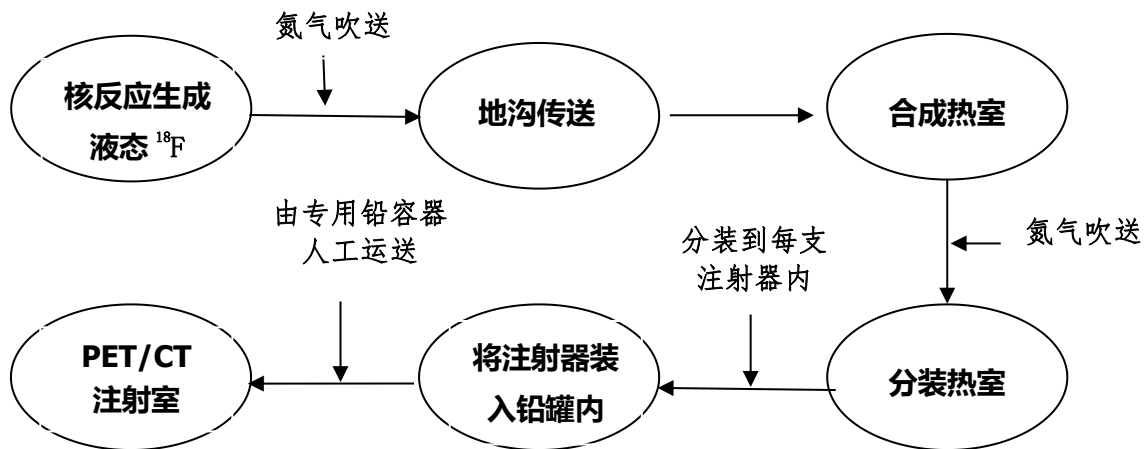 氮气吹送
核反应生成
液态 ¹⁸F
地沟传送
合成热室
由专用铅容器
人工运送
分装到每支
注射器内
氮气吹送
PET/CT
注射室
将注射器装
入铅罐内
分装热室